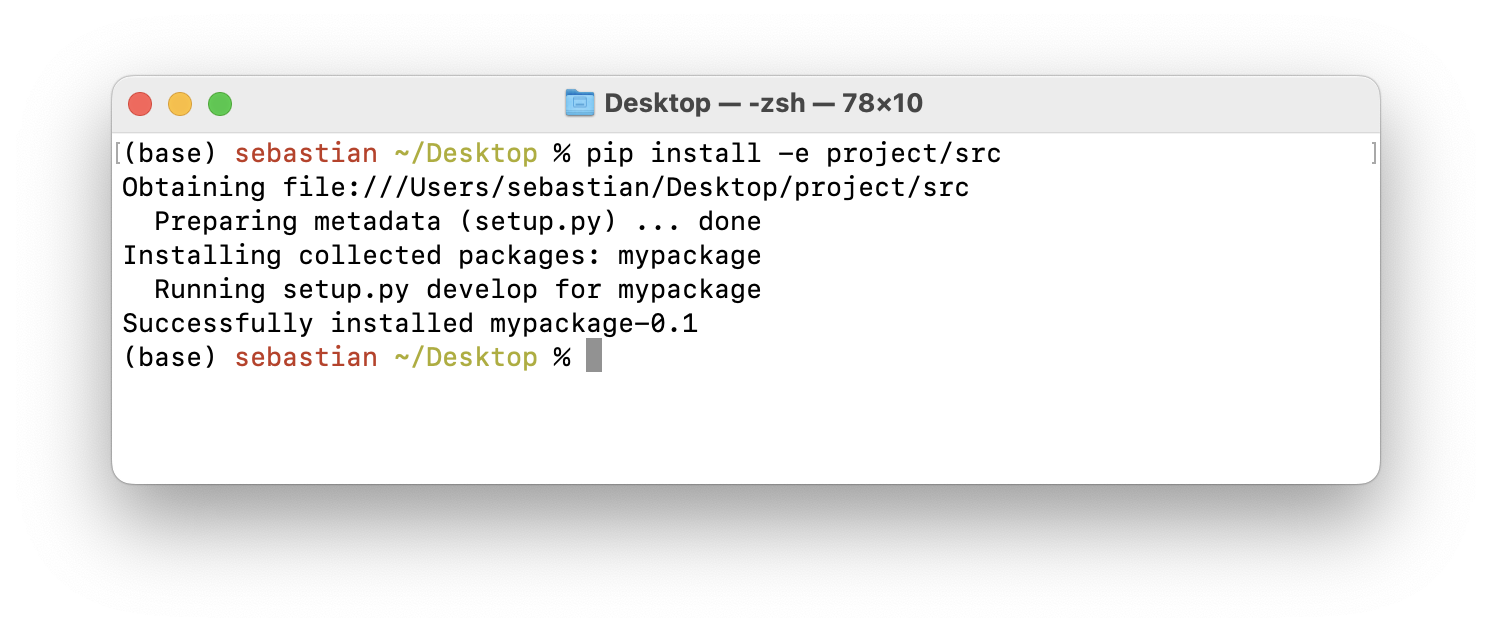 Desktop — -zsh — 78×10
[(base) sebastian ~/Desktop % pip install -e project/src ]
Obtaining file:///Users/sebastian/Desktop/project/src
  Preparing metadata (setup.py) ... done
Installing collected packages: mypackage
  Running setup.py develop for mypackage
Successfully installed mypackage-0.1
(base) sebastian ~/Desktop %